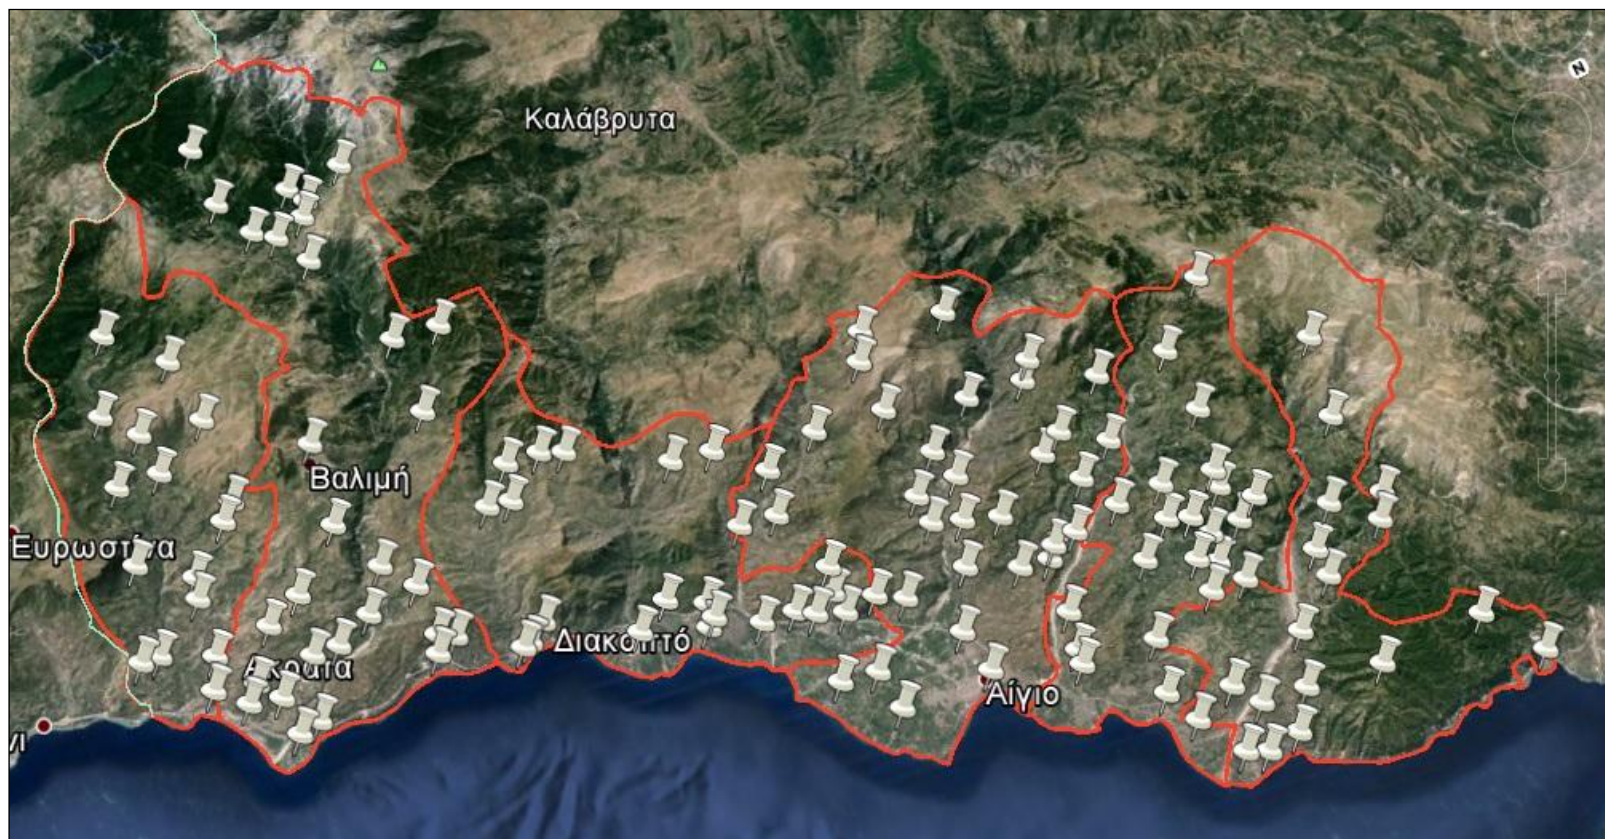 N
Καλάβρυτα
Βαλιμή
Ευρωστίνα
Διακοπτό
Ακράτα
Αίγιο